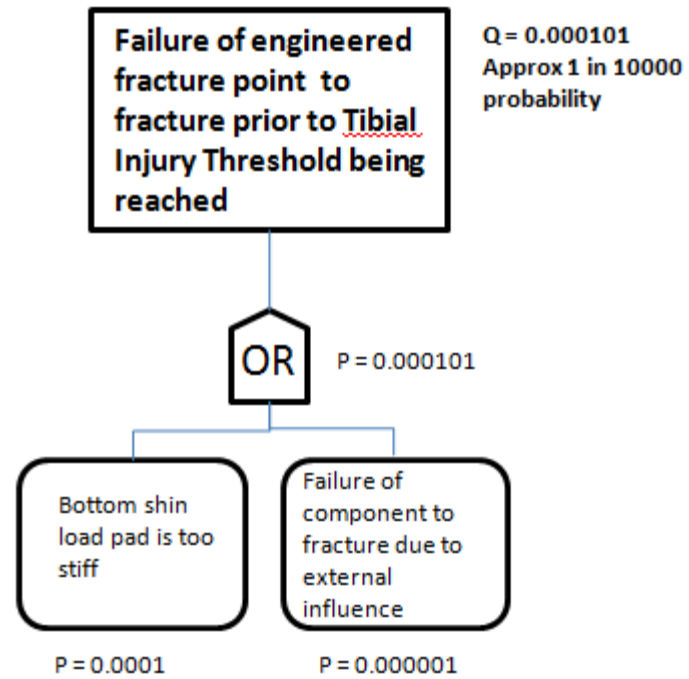 Failure of engineered
fracture point to
fracture prior to Tibial
Injury Threshold being
reached
Q = 0.000101
Approx 1 in 10000
probability
OR
P = 0.000101
Bottom shin
load pad is too
stiff
Failure of
component to
fracture due to
external
influence
P = 0.0001
P = 0.000001